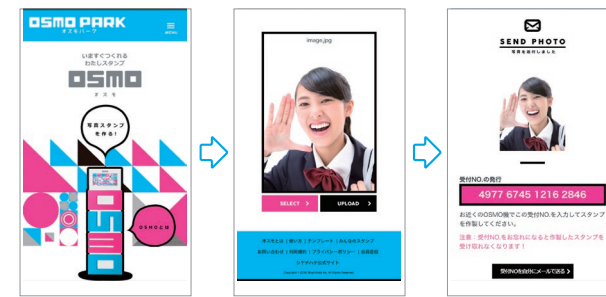 OSMO PARK
オスモパーク
MENU
いますぐつくれる
わたしスタンプ
OSMO
オスモ
写真スタンプ
を作る!
OSMO
OSMOとは
image.jpg
SELECT >
UPLOAD >
オスモとは | 使い方 | テンプレート | みんなのスタンプ
お問い合わせ | 利用規約 | プライバシーポリシー | 会員登録
シヤチハタ公式サイト
SEND PHOTO
写真を送付しました
受付NO.の発行
4977 6745 1216 2846
お近くのOSMO機でこの受付NO.を入力してスタンプ
を作製してください。
注意:受付NO.をお忘れになると作製したスタンプを
受け取れなくなります!
受付NOを自分にメールで送る >